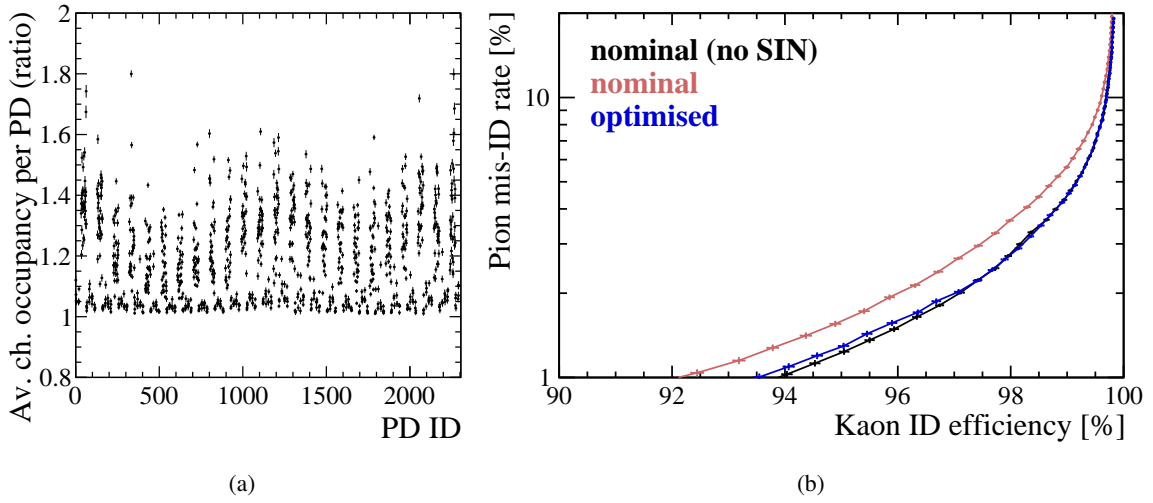 Av. ch. occupancy per PD (ratio)
2
1.8
1.6
1.4
1.2
1
0.8
0 500 1000 1500 2000
PD ID
(a)
Pion mis-ID rate [%]
nominal (no SIN)
nominal
optimised
10
1
90 92 94 96 98 100
Kaon ID efficiency [%]
(b)